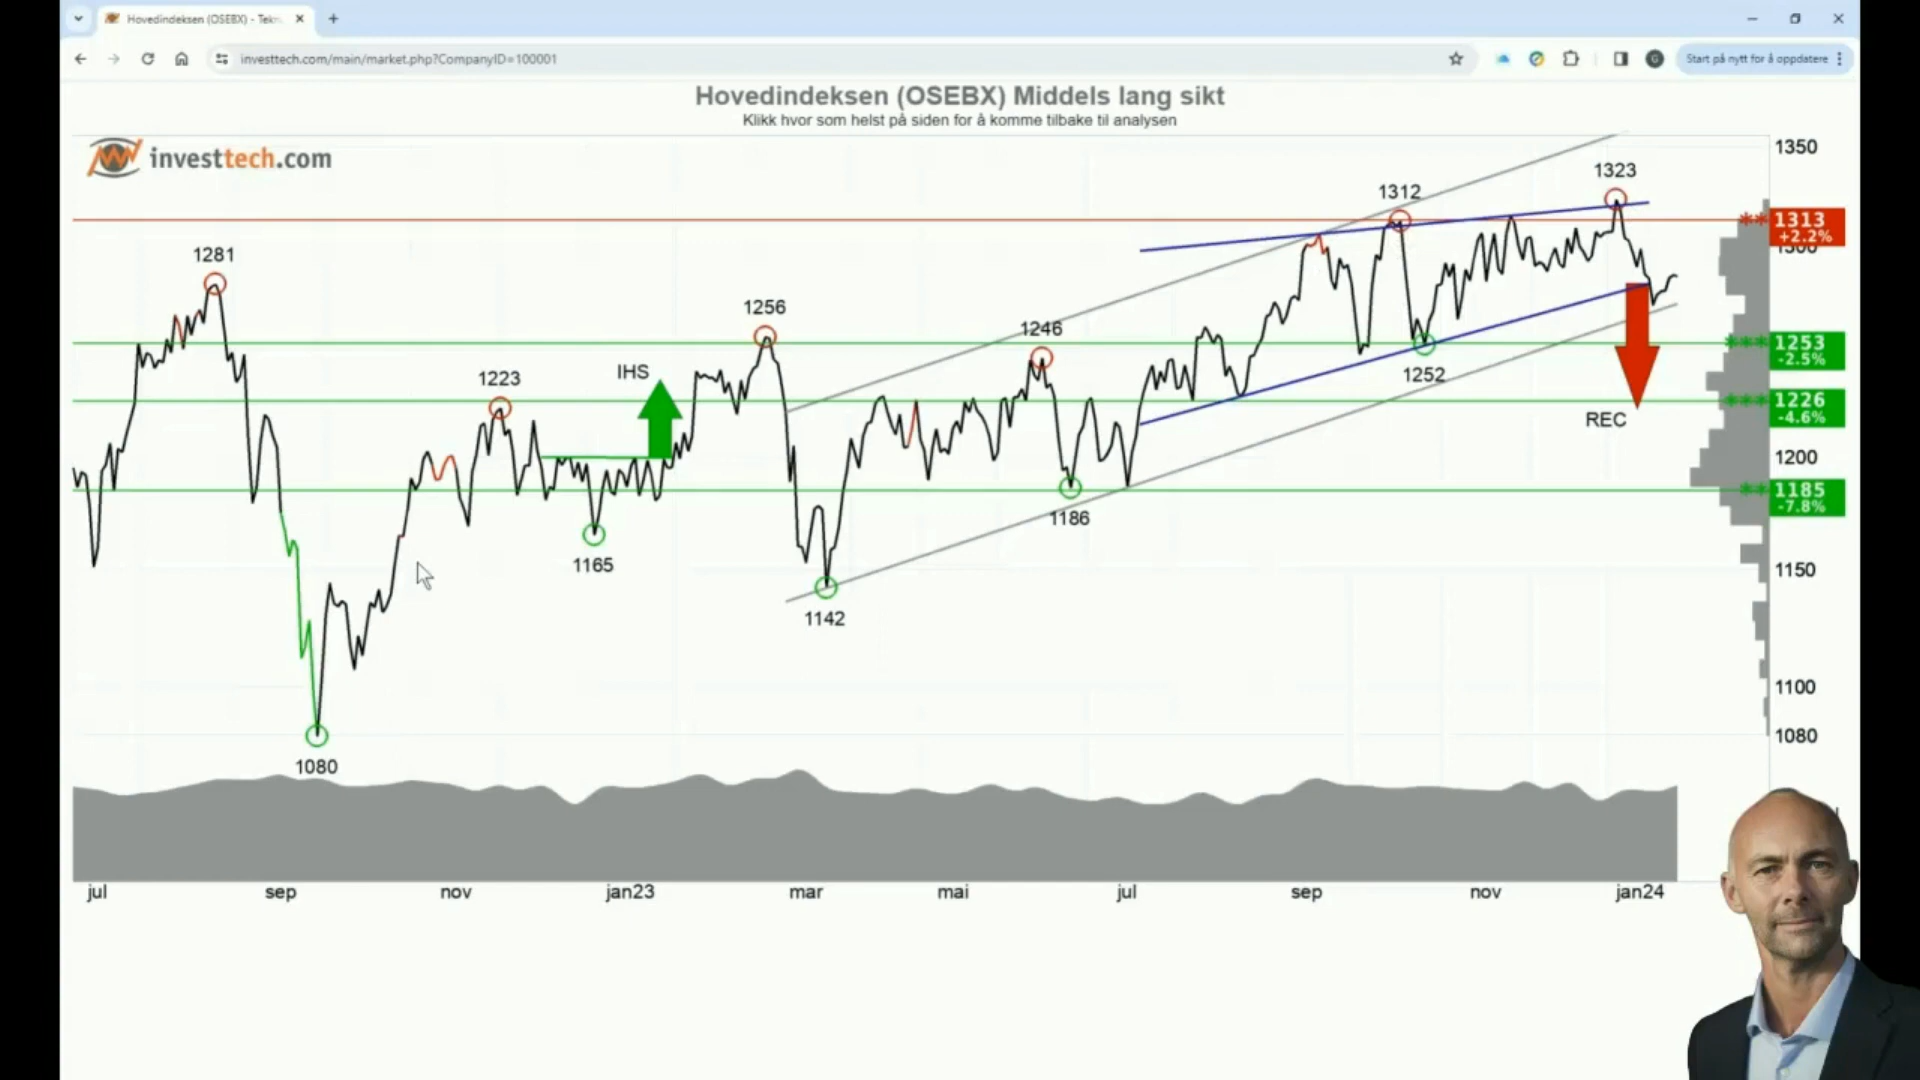 Hovedindeksen (OSEBX) - Tekn
investtech.com/main/market.php?CompanyID=100001
Start på nytt for å oppdatere
Hovedindeksen (OSEBX) Middels lang sikt
Klikk hvor som helst på siden for å komme tilbake til analysen
investtech.com
1350
1323
1312
** 1313
+2.2%
1300
1281
1256
1246
*** 1253
-2.5%
IHS
1252
1223
*** 1226
-4.6%
REC
1200
** 1185
-7.8%
1186
1165
1150
1142
1100
1080
1080
jul
sep
nov
jan23
mar
mai
jul
sep
nov
jan24